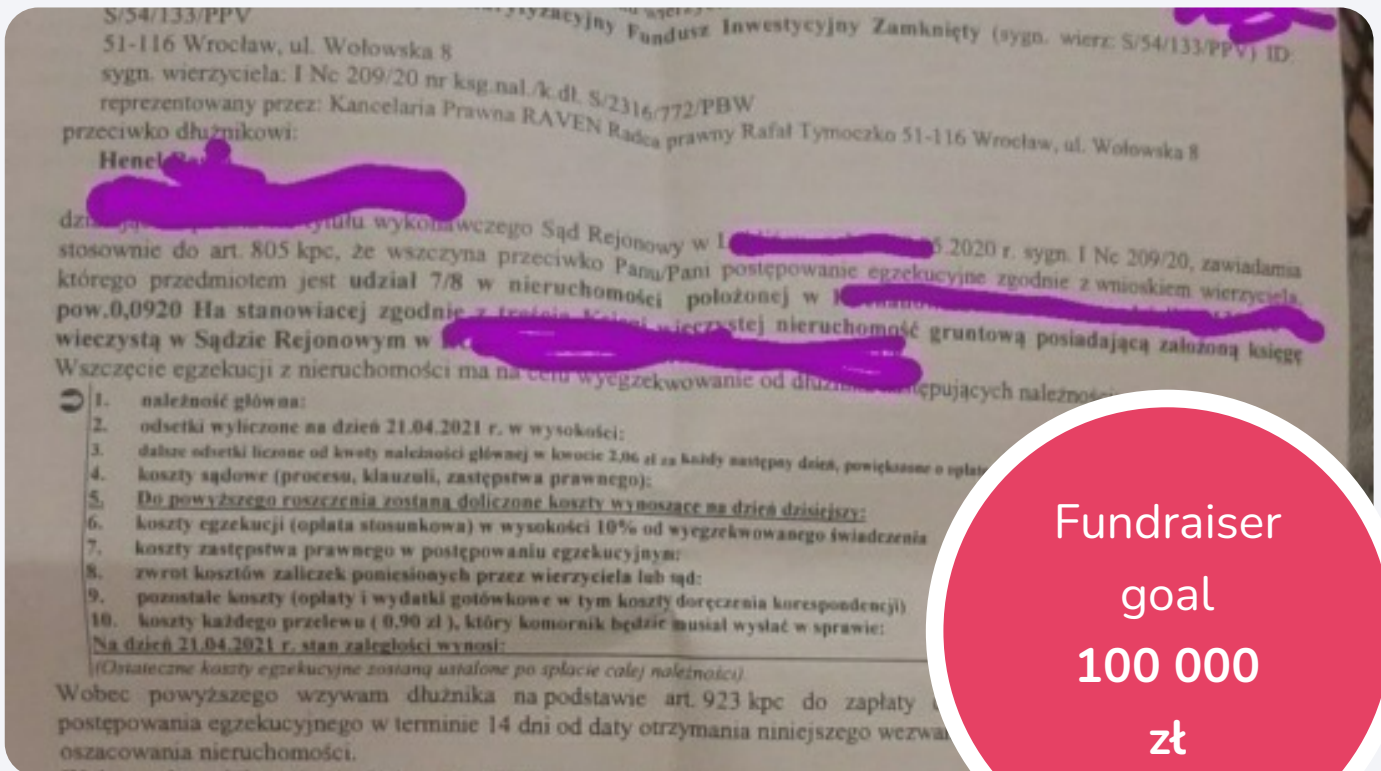 S/54/133/PPV
Fundusz Inwestycyjny Zamknięty (sygn. wierz: S/54/133/PPV) ID:
51-116 Wrocław, ul. Wołowska 8
sygn. wierzyciela: I Nc 209/20 nr ksg.nal./k.dł. S/2316/772/PBW
reprezentowany przez: Kancelaria Prawna RAVEN Radca prawny Rafał Tymoczko 51-116 Wrocław, ul. Wołowska 8
przeciwko dłużnikowi:
Henel
wykonawczego Sąd Rejonowy w 5.2020 r. sygn. I Nc 209/20, zawiadamia
stosownie do art. 805 kpc, że wszczyna przeciwko Panu/Pani postępowanie egzekucyjne zgodnie z wnioskiem wierzyciela,
którego przedmiotem jest udział 7/8 w nieruchomości położonej w
pow.0,0920 Ha stanowiacej zgodnie z treścią Księgi wieczystej nieruchomość gruntową posiadającą założoną księgę
wieczystą w Sądzie Rejonowym w
Wszczęcie egzekucji z nieruchomości ma na celu wyegzekwowanie od następujących należności
1. należność główna:
2. odsetki wyliczone na dzień 21.04.2021 r. w wysokości:
3. dalsze odsetki liczone od kwoty należności głównej w kwocie 2,06 zł za każdy następny dzień, powiększone o opłatę
4. koszty sądowe (procesu, klauzuli, zastępstwa prawnego):
5. Do powyższego roszczenia zostaną doliczone koszty wynoszące na dzień dzisiejszy:
6. koszty egzekucji (opłata stosunkowa) w wysokości 10% od wyegzekwowanego świadczenia
7. koszty zastępstwa prawnego w postępowaniu egzekucyjnym:
8. zwrot kosztów zaliczek poniesionych przez wierzyciela lub sąd:
9. pozostałe koszty (opłaty i wydatki gotówkowe w tym koszty doręczenia korespondencji)
10. koszty każdego przelewu ( 0,90 zł ), który komornik będzie musiał wysłać w sprawie:
Na dzień 21.04.2021 r. stan zaległości wynosi:
(Ostateczne koszty egzekucyjne zostaną ustalone po spłacie całej należności)
Wobec powyższego wzywam dłużnika na podstawie art. 923 kpc do zapłaty
postępowania egzekucyjnego w terminie 14 dni od daty otrzymania niniejszego
oszacowania nieruchomości.
Fundraiser
goal
100 000
zł